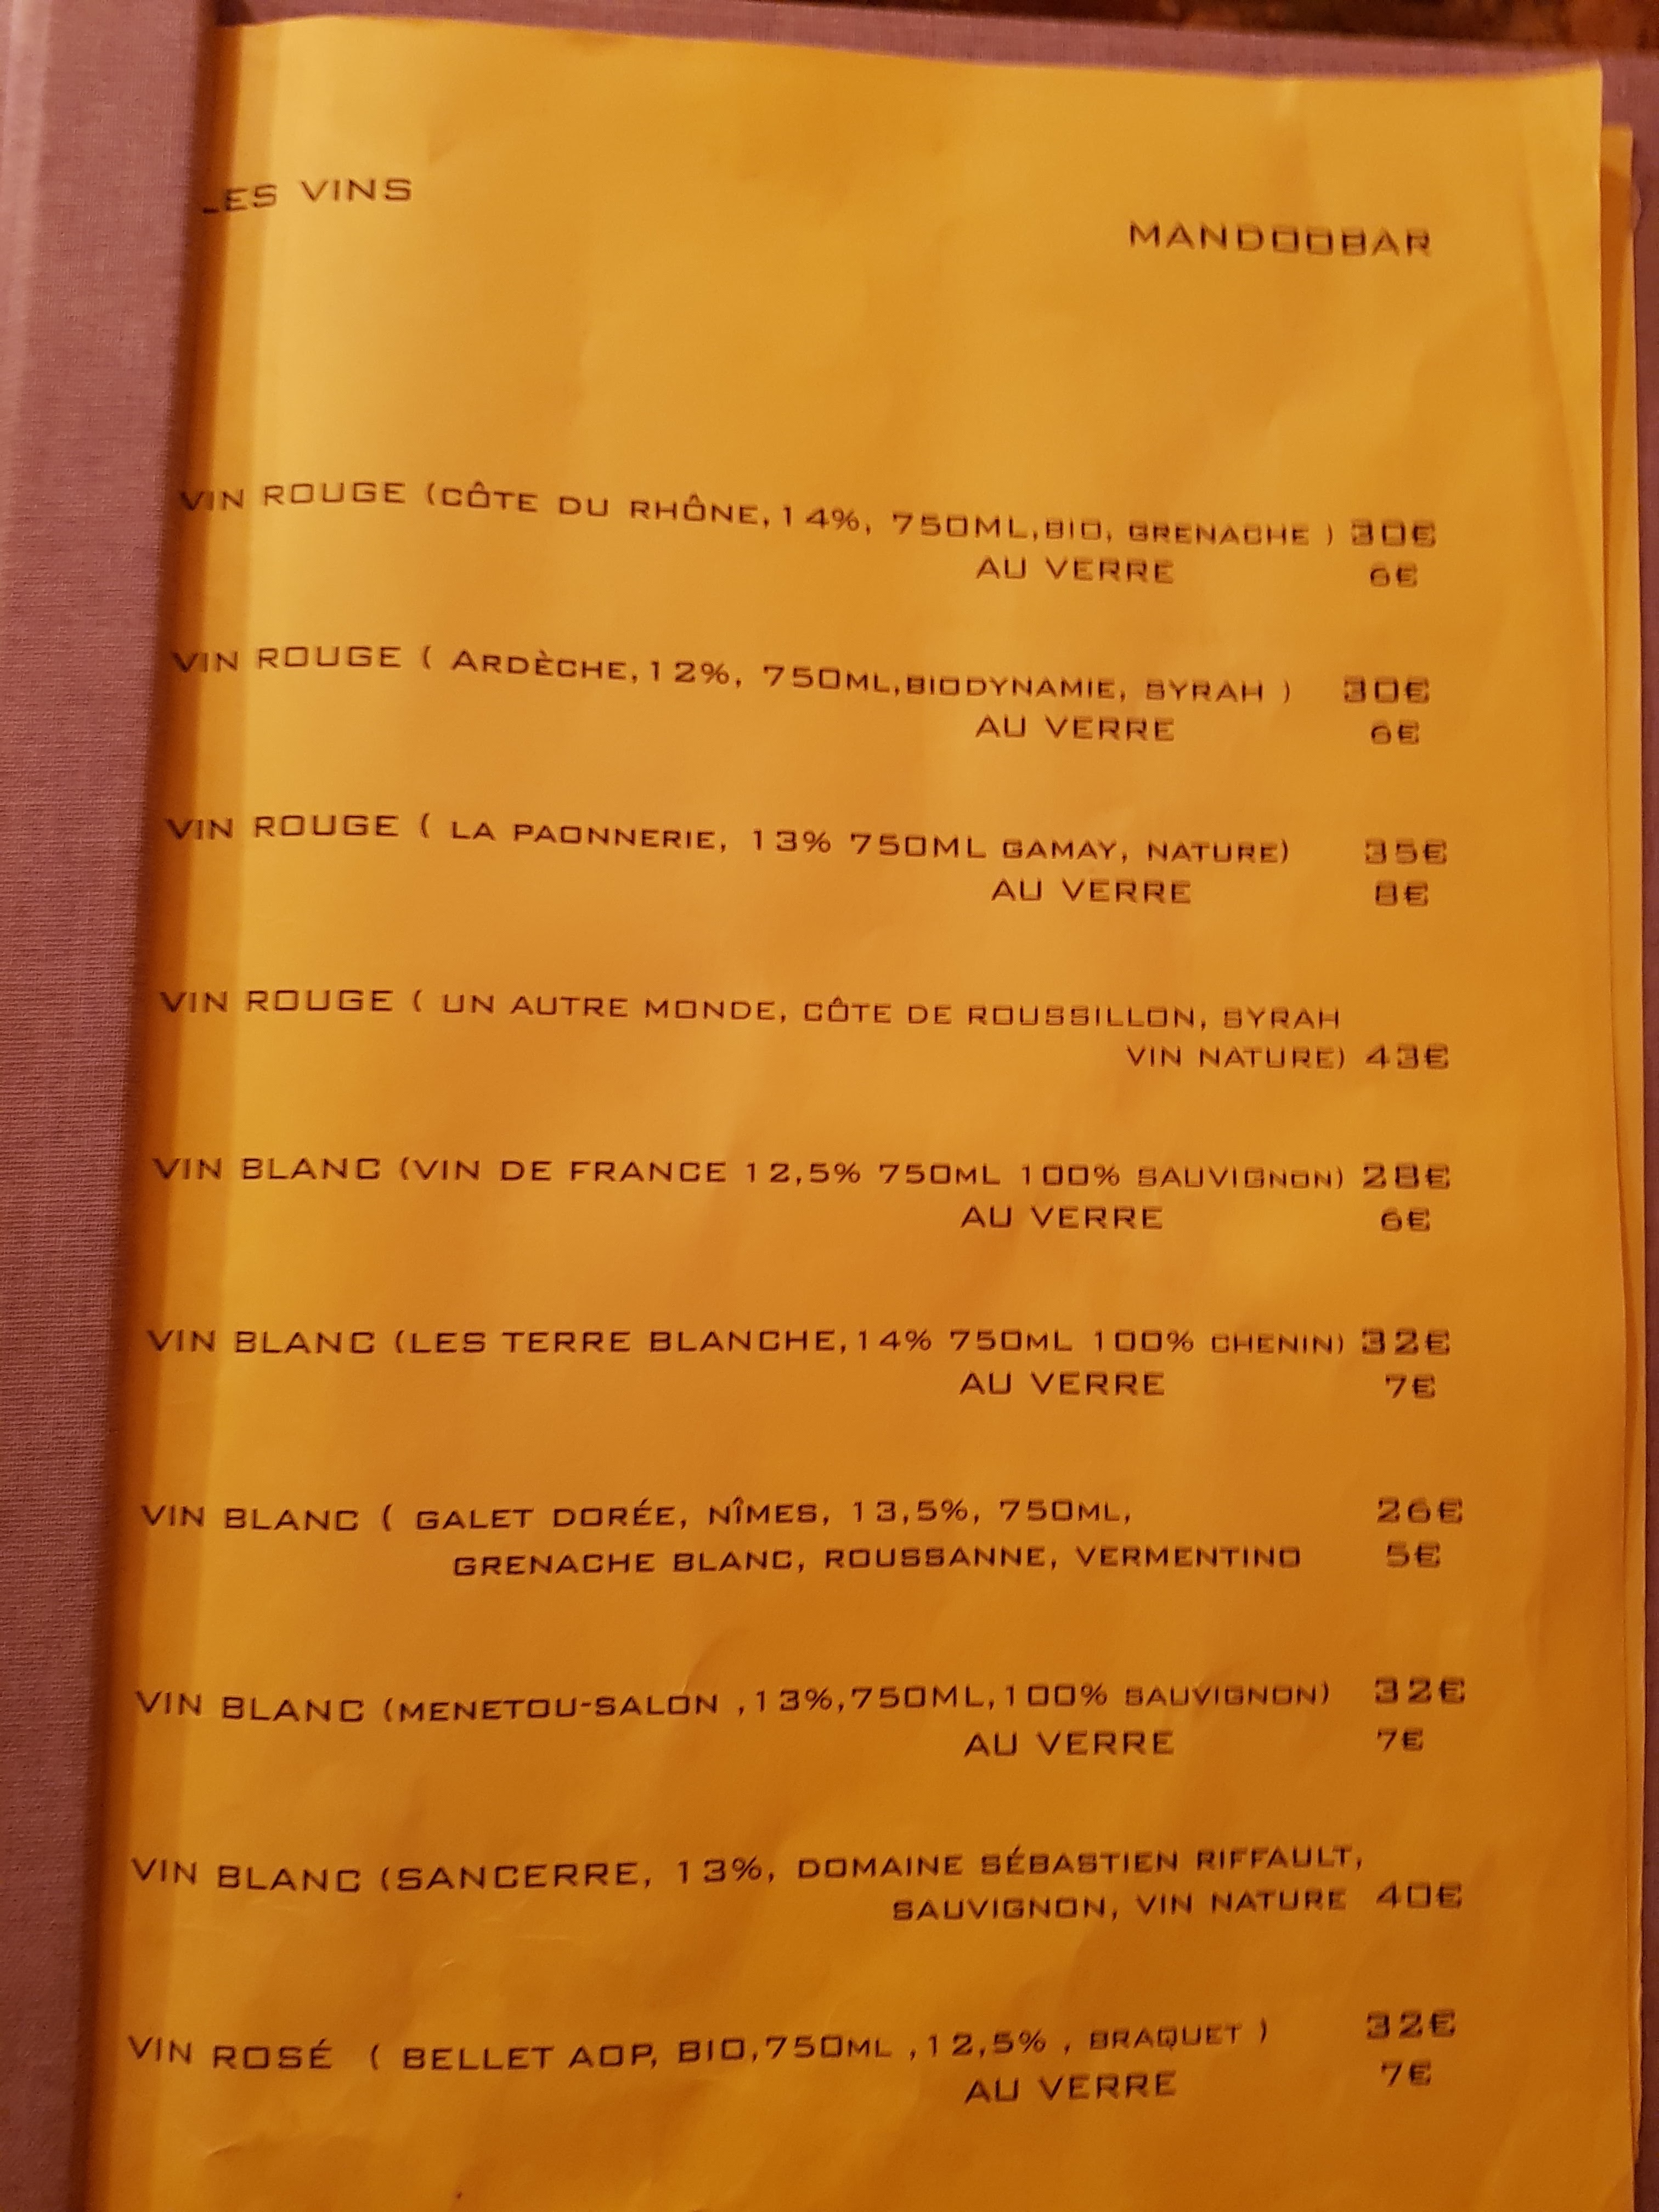 LES VINS
MANDOOBAR
VIN ROUGE (CÔTE DU RHÔNE, 14%, 750ML, BIO, GRENACHE ) 30€
AU VERRE 6€
VIN ROUGE ( ARDÈCHE, 12%, 750ML, BIODYNAMIE, SYRAH ) 30€
AU VERRE 6€
VIN ROUGE ( LA PAONNERIE, 13% 750ML GAMAY, NATURE) 35€
AU VERRE 8€
VIN ROUGE ( UN AUTRE MONDE, CÔTE DE ROUSSILLON, SYRAH
VIN NATURE) 43€
VIN BLANC (VIN DE FRANCE 12,5% 750ML 100% SAUVIGNON) 28€
AU VERRE 6€
VIN BLANC (LES TERRE BLANCHE, 14% 750ML 100% CHENIN) 32€
AU VERRE 7€
VIN BLANC ( GALET DORÉE, NÎMES, 13,5%, 750ML, 26€
GRENACHE BLANC, ROUSSANNE, VERMENTINO 5€
VIN BLANC (MENETOU-SALON ,13%,750ML,100% SAUVIGNON) 32€
AU VERRE 7€
VIN BLANC (SANCERRE, 13%, DOMAINE SÉBASTIEN RIFFAULT,
SAUVIGNON, VIN NATURE 40€
VIN ROSÉ ( BELLET AOP, BIO,750ML ,12,5% , BRAQUET ) 32€
AU VERRE 7€